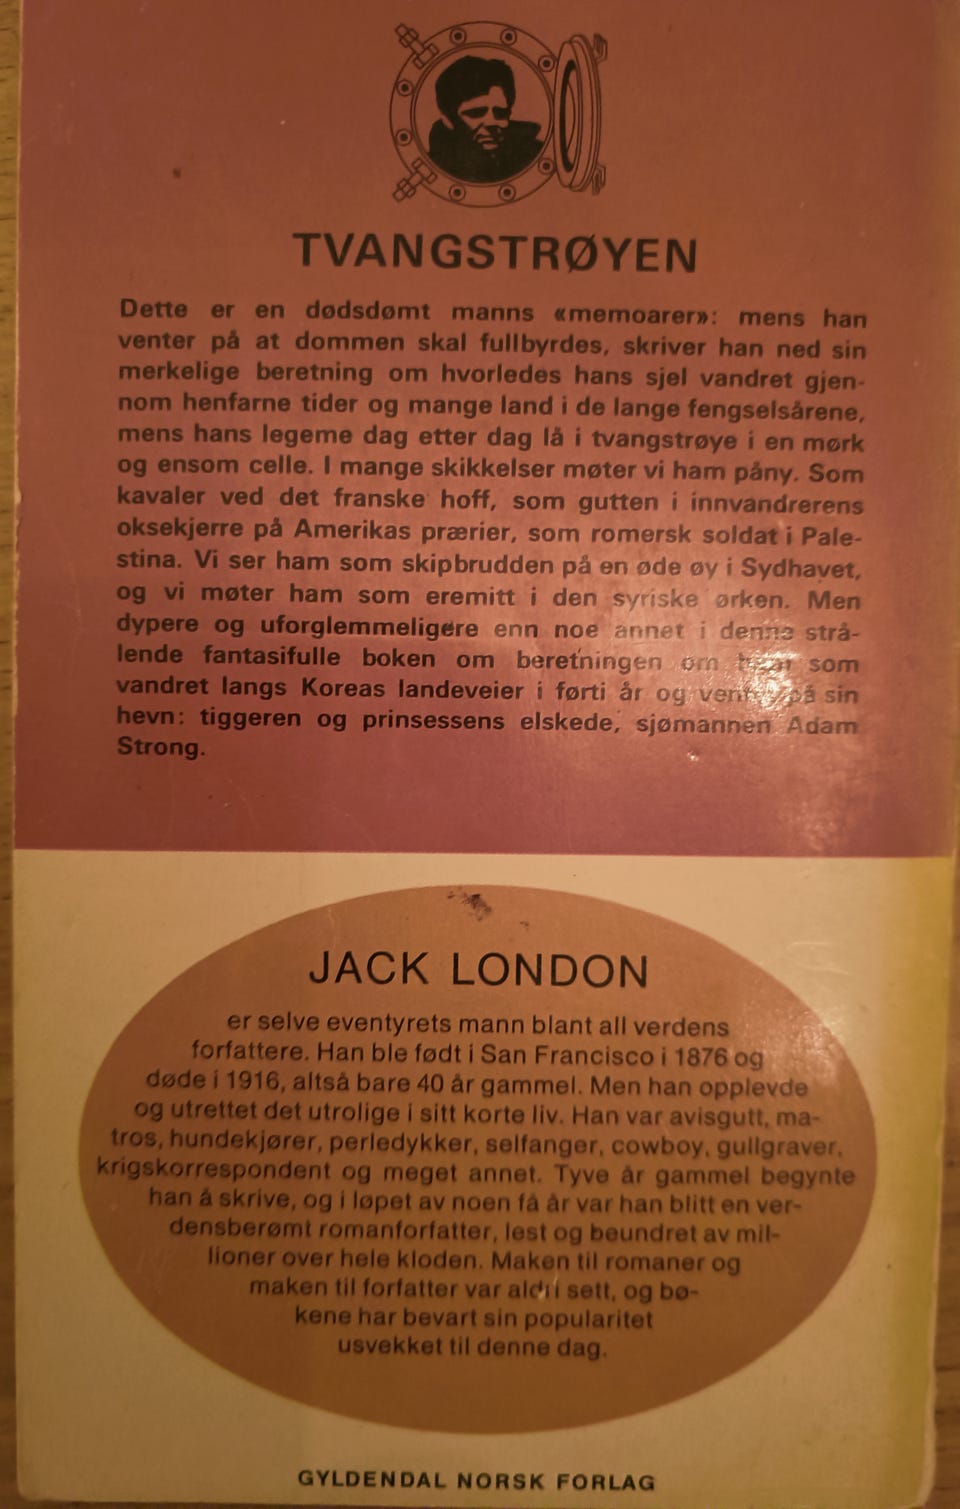 TVANGSTRØYEN
Dette er en dødsdømt manns «memoarer»: mens han
venter på at dommen skal fullbyrdes, skriver han ned sin
merkelige beretning om hvorledes hans sjel vandret gjen-
nom henfarne tider og mange land i de lange fengselsårene,
mens hans legeme dag etter dag lå i tvangstrøye i en mørk
og ensom celle. I mange skikkelser møter vi ham påny. Som
kavaler ved det franske hoff, som gutten i innvandrerens
oksekjerre på Amerikas prærier, som romersk soldat i Pale-
stina. Vi ser ham som skipbrudden på en øde øy i Sydhavet,
og vi møter ham som eremitt i den syriske ørken. Men
dypere og uforglemmeligere enn noe annet i denne strå-
lende fantasifulle boken om beretningen om som
vandret langs Koreas landeveier i førti år og på sin
hevn: tiggeren og prinsessens elskede, sjømannen Adam
Strong.
JACK LONDON
er selve eventyrets mann blant all verdens
forfattere. Han ble født i San Francisco i 1876 og
døde i 1916, altså bare 40 år gammel. Men han opplevde
og utrettet det utrolige i sitt korte liv. Han var avisgutt, ma-
tros, hundekjører, perledykker, selfanger, cowboy, gullgraver,
krigskorrespondent og meget annet. Tyve år gammel begynte
han å skrive, og i løpet av noen få år var han blitt en ver-
densberømt romanforfatter, lest og beundret av mil-
lioner over hele kloden. Maken til romaner og
maken til forfatter var aldri sett, og bø-
kene har bevart sin popularitet
usvekket til denne dag.
GYLDENDAL NORSK FORLAG